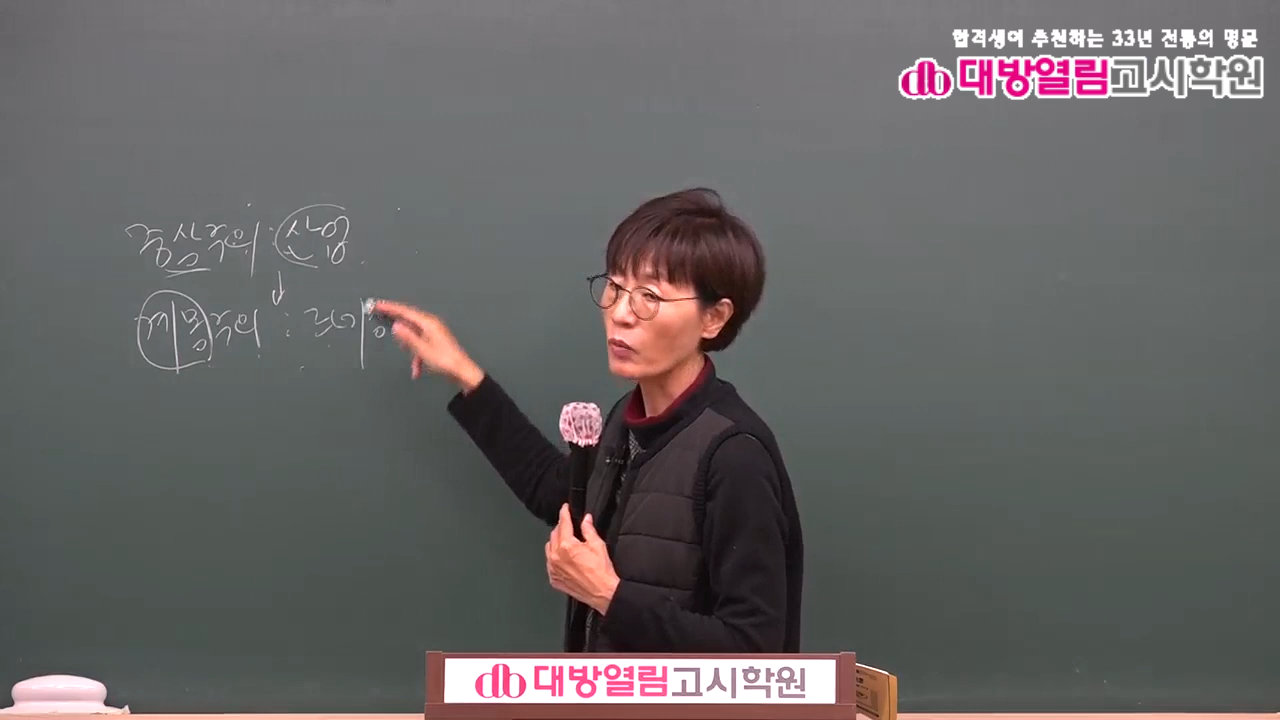 합격생이 추천하는 33년 전통의 명문
db 대방열림고시학원
중상주의 : 산업
계몽주의 :
db 대방열림고시학원